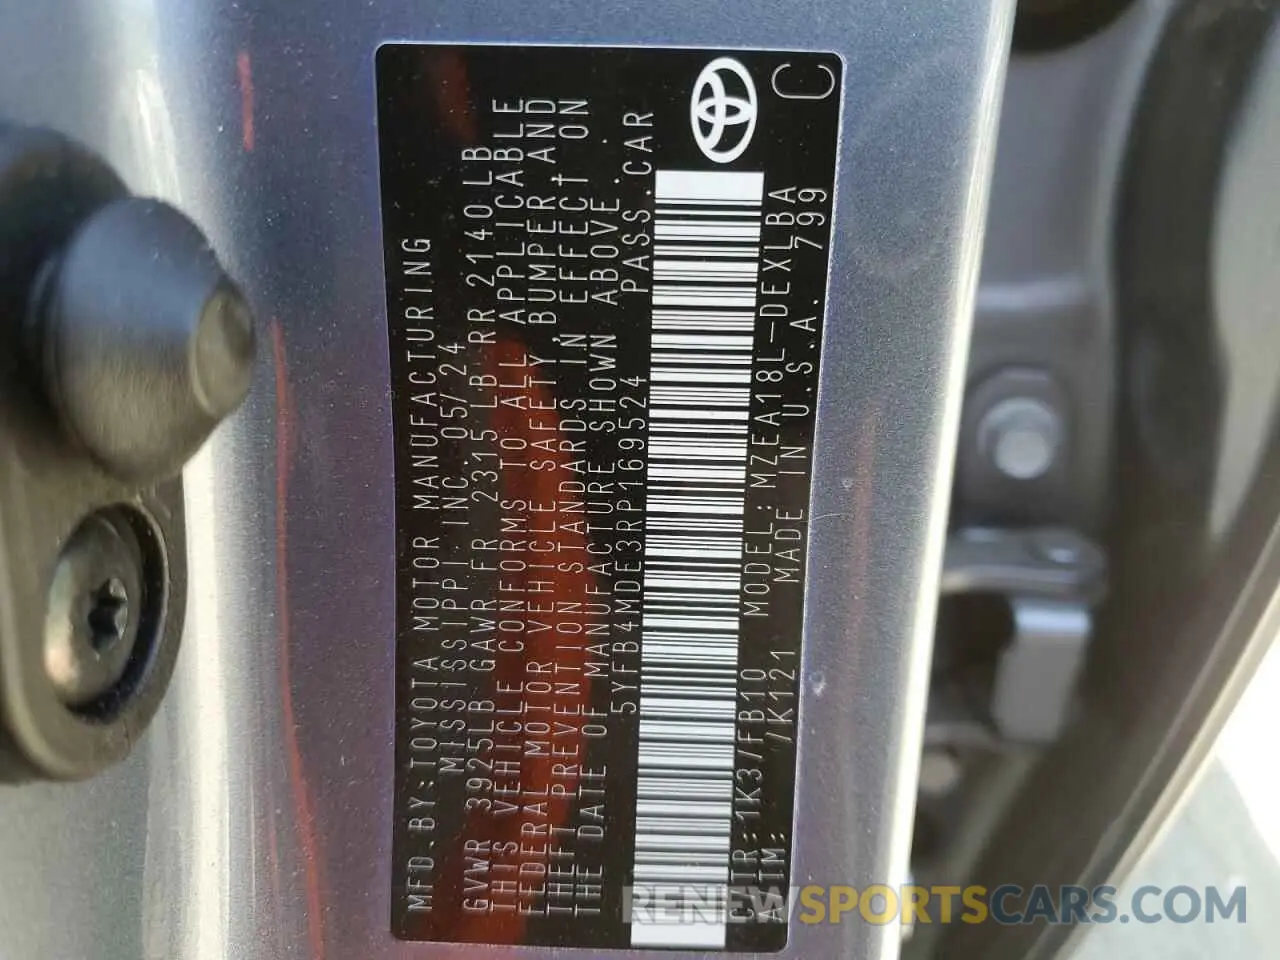 MFD.BY:TOYOTA MOTOR MANUFACTURING
MISSISSIPPI INC.05/24
GVWR 3925LB GAWR FR 2315 LB RR 2140LB
THIS VEHICLE CONFORMS TO ALL APPLICABLE
FEDERAL MOTOR VEHICLE SAFETY, BUMPER AND
THEFT PREVENTION STANDARDS IN EFFECT ON
THE DATE OF MANUFACTURE SHOWN ABOVE.
5YFB4MDE3RP169524 PASS.CAR
C/TR:1K3/FB10 MODEL:MZEA18L-DEXLBA
A/TM: /K121 MADE IN U.S.A. 799
C
RENEWSPORTSCARS.COM